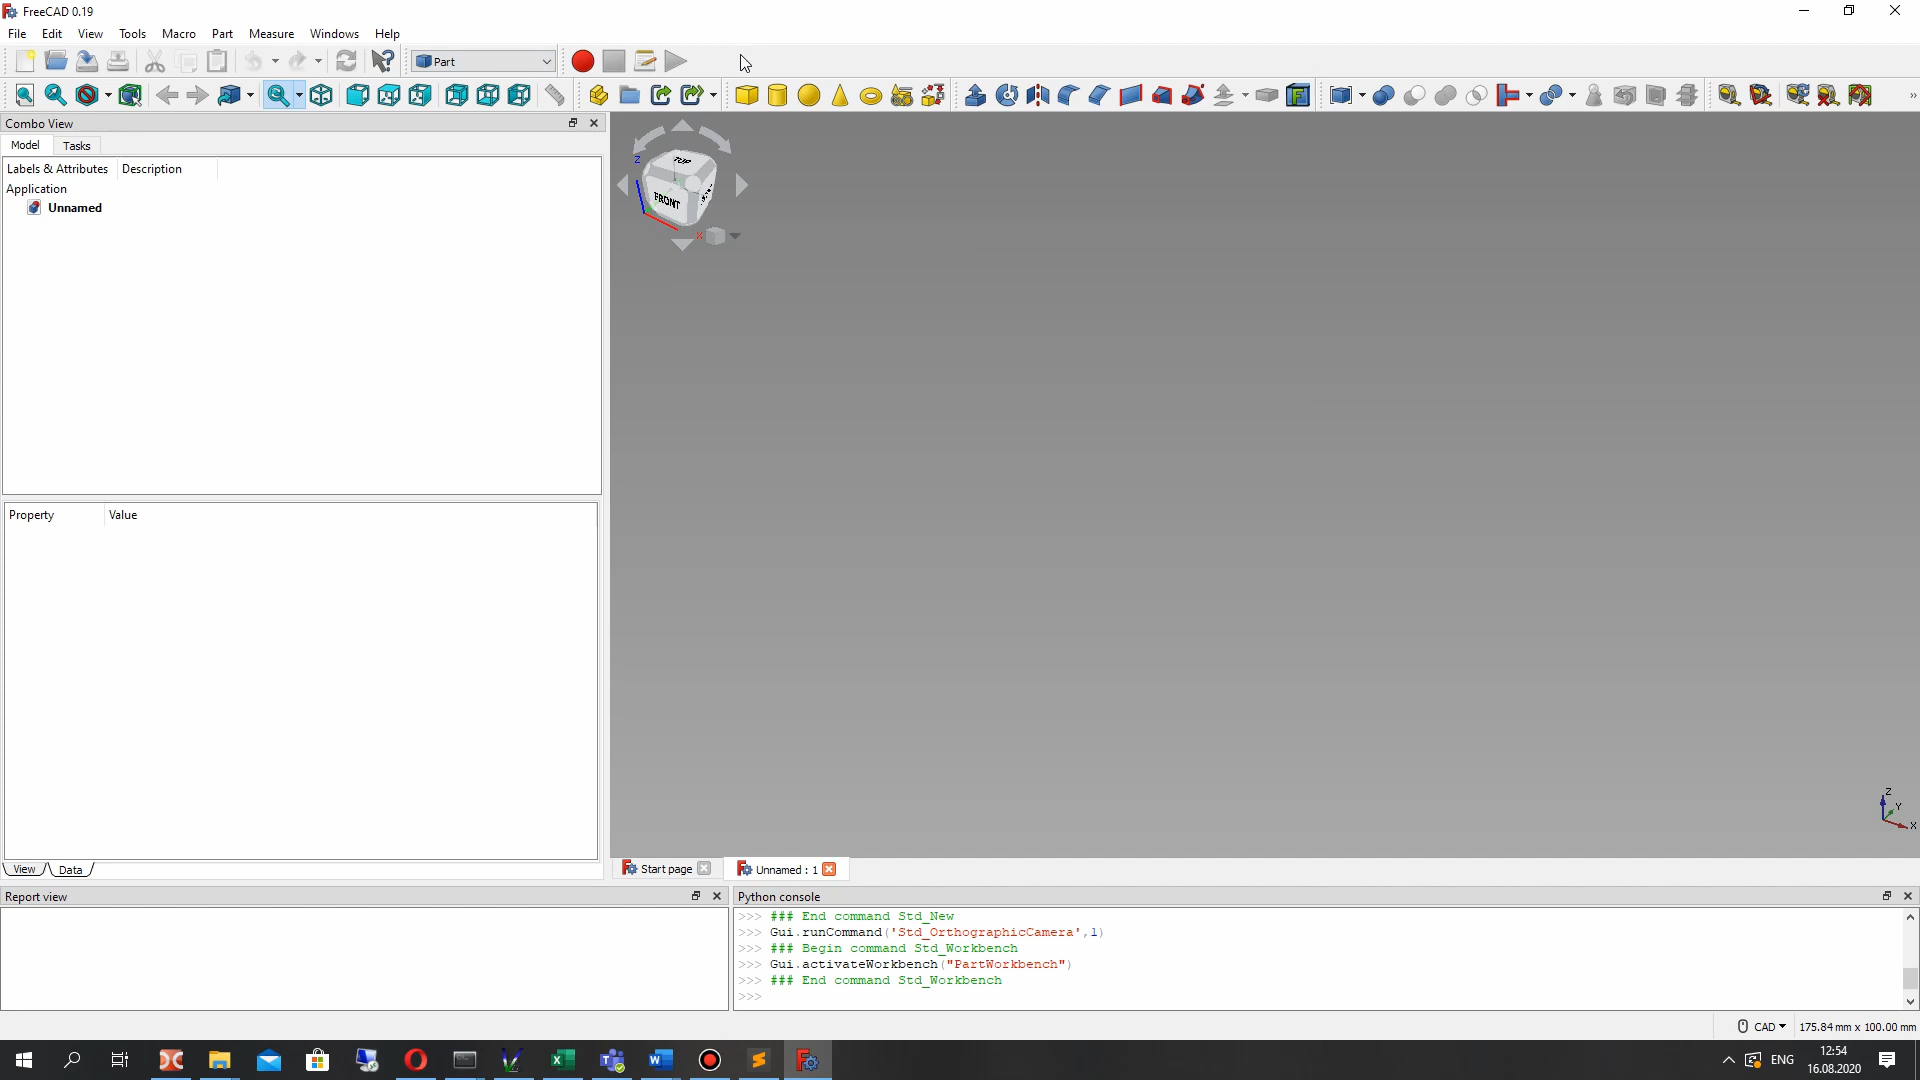 FreeCAD 0.19
File Edit View Tools Macro Part Measure Windows Help
Part
Combo View
Model Tasks
Labels & Attributes Description
Application
Unnamed
TOP
FRONT
Z
X
Property Value
Z
Y
X
View Data
Start page Unnamed : 1
Report view
Python console
>>> ### End command Std_New
>>> Gui.runCommand('Std_OrthographicCamera',1)
>>> ### Begin command Std_Workbench
>>> Gui.activateWorkbench("PartWorkbench")
>>> ### End command Std_Workbench
>>>
CAD 175.84 mm x 100.00 mm
ENG
12:54
16.08.2020